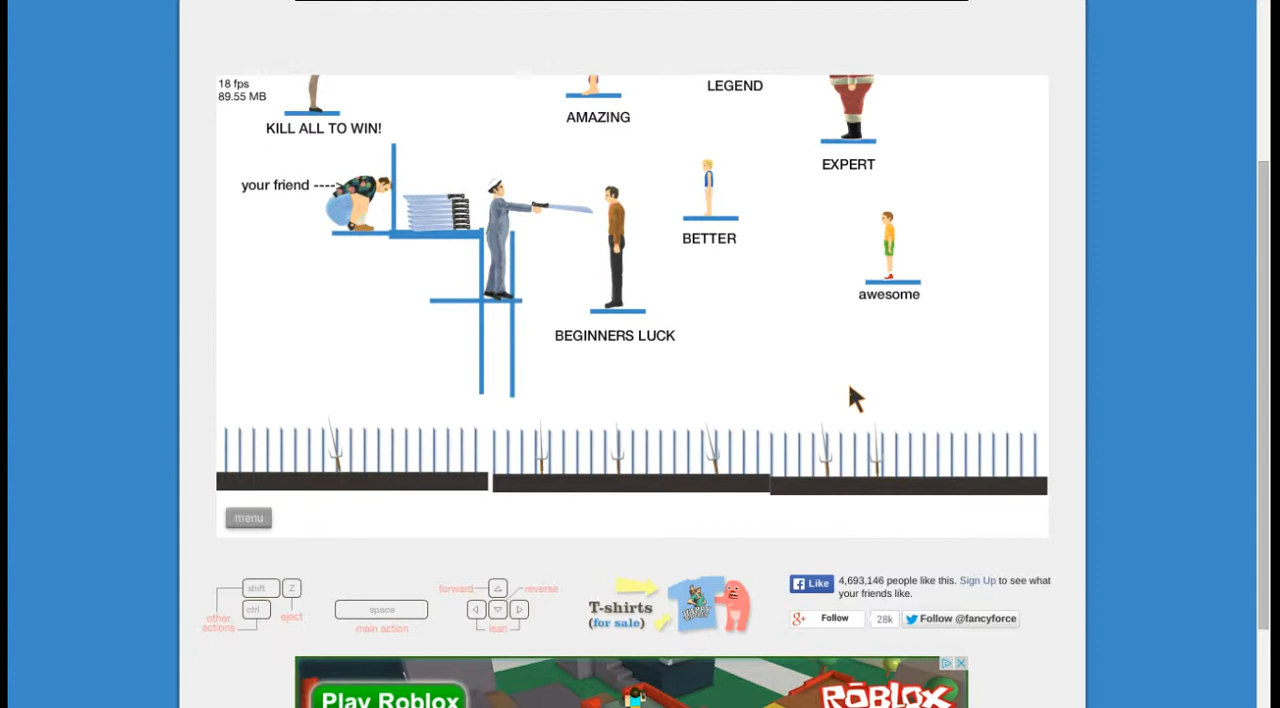 18 fps
89.55 MB
LEGEND
AMAZING
KILL ALL TO WIN!
EXPERT
your friend ----
BETTER
awesome
BEGINNERS LUCK
menu
shift
Z
ctrl
other
actions
eject
space
main action
forward
reverse
lean
T-shirts
(for sale)
Like
4,693,146 people like this. Sign Up to see what
your friends like.
Follow
28k
Follow @fancyforce
Play Roblox
ROBLOX